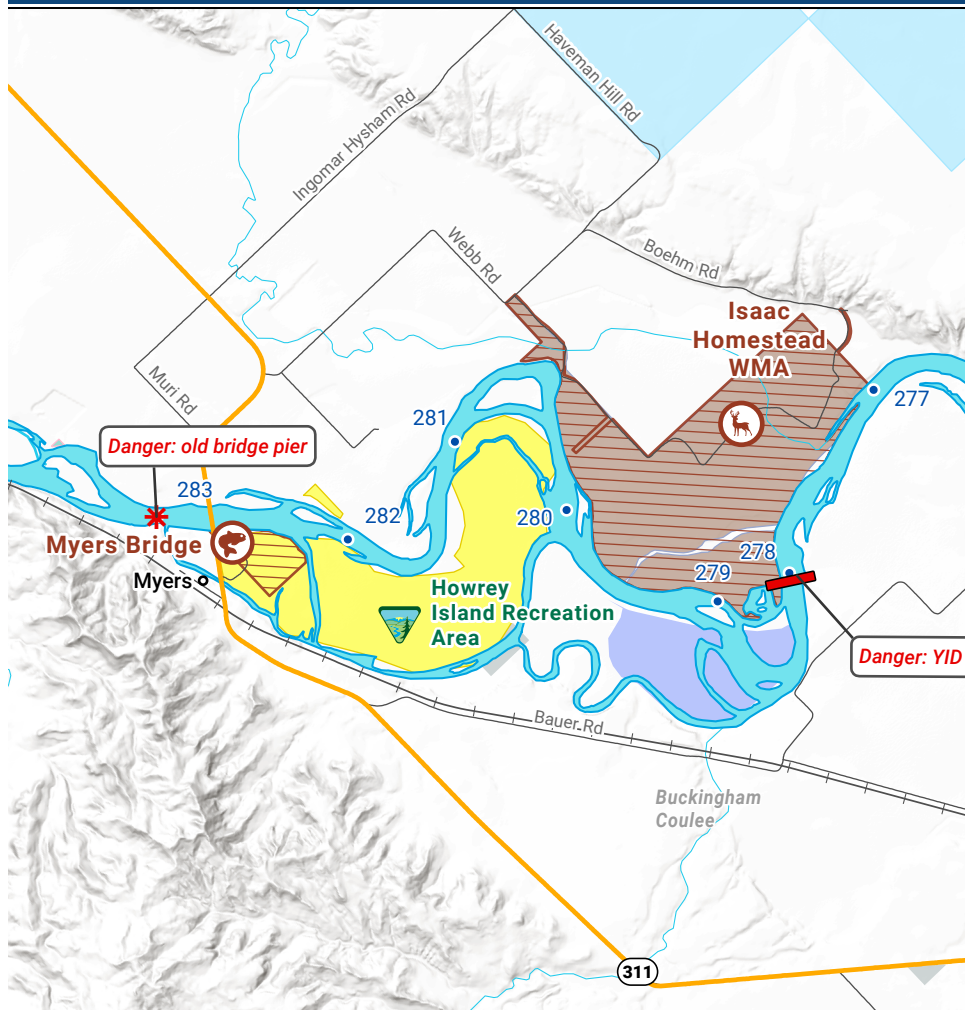 Haveman Hill Rd
Ingomar Hysham Rd
Webb Rd
Boehm Rd
Isaac
Homestead
WMA
Muri Rd
277
281
Danger: old bridge pier
283
282
280
278
Myers Bridge
Myers
279
Howrey
Island Recreation
Area
Danger: YID
Bauer Rd
Buckingham
Coulee
311